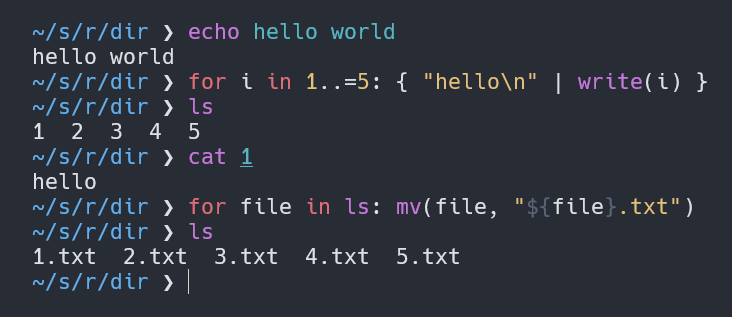 ~/s/r/dir ❯ echo hello world
hello world
~/s/r/dir ❯ for i in 1..=5: { "hello\n" | write(i) }
~/s/r/dir ❯ ls
1  2  3  4  5
~/s/r/dir ❯ cat 1
hello
~/s/r/dir ❯ for file in ls: mv(file, "${file}.txt")
~/s/r/dir ❯ ls
1.txt  2.txt  3.txt  4.txt  5.txt
~/s/r/dir ❯